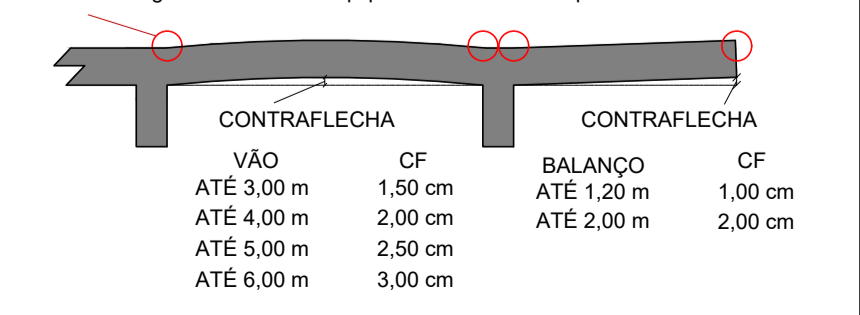 CONTRAFLECHA
CONTRAFLECHA
VÃO CF
ATÉ 3,00 m 1,50 cm
ATÉ 4,00 m 2,00 cm
ATÉ 5,00 m 2,50 cm
ATÉ 6,00 m 3,00 cm
BALANÇO CF
ATÉ 1,20 m 1,00 cm
ATÉ 2,00 m 2,00 cm